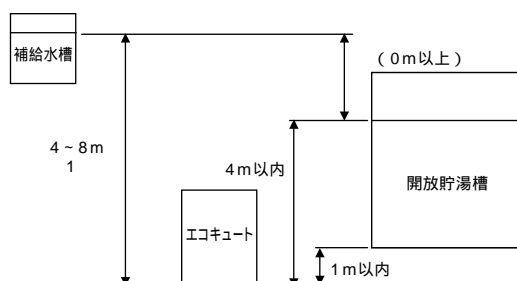 補給水槽
(0m以上)
4~8m
1
4m以内
開放貯湯槽
エコキュート
1m以内